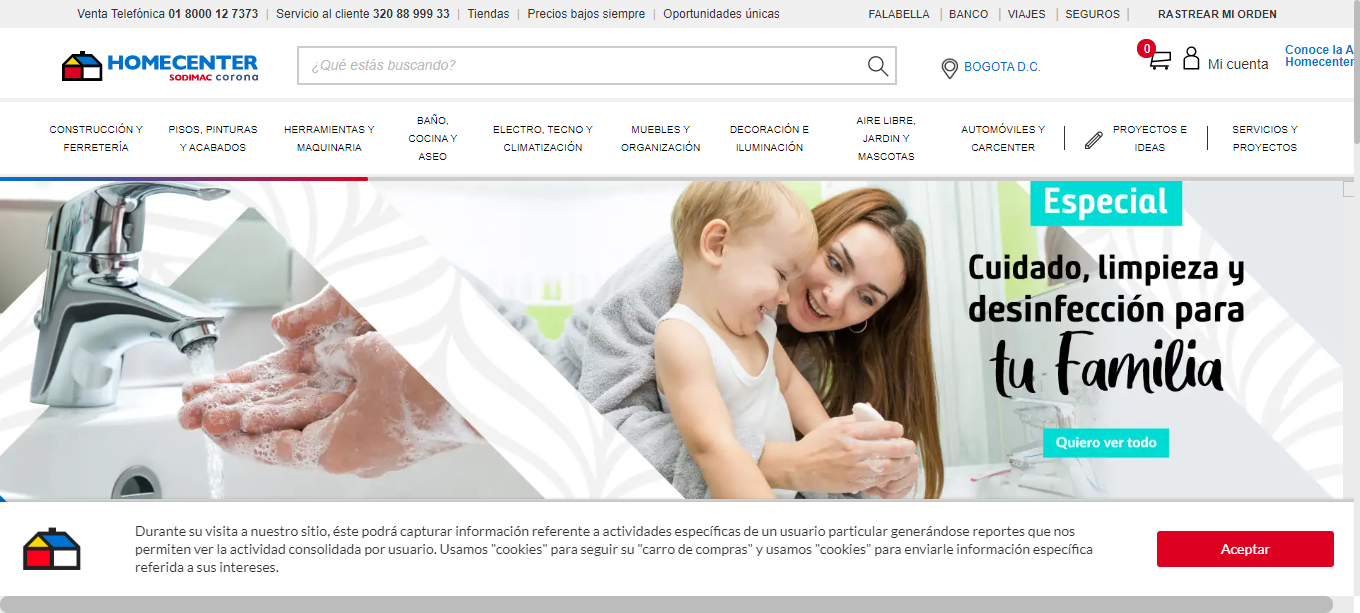 Venta Telefónica 01 8000 12 7373 | Servicio al cliente 320 88 999 33 | Tiendas | Precios bajos siempre | Oportunidades únicas
FALABELLA | BANCO | VIAJES | SEGUROS | RASTREAR MI ORDEN
HOMECENTER
SODIMAC corona
¿Qué estás buscando?
BOGOTA D.C.
0
Mi cuenta
Conoce la A
Homecenter
CONSTRUCCIÓN Y
FERRETERÍA
PISOS, PINTURAS
Y ACABADOS
HERRAMIENTAS Y
MAQUINARIA
BAÑO,
COCINA Y
ASEO
ELECTRO, TECNO Y
CLIMATIZACIÓN
MUEBLES Y
ORGANIZACIÓN
DECORACIÓN E
ILUMINACIÓN
AIRE LIBRE,
JARDIN Y
MASCOTAS
AUTOMÓVILES Y
CARCENTER
PROYECTOS E
IDEAS
SERVICIOS Y
PROYECTOS
Especial
Cuidado, limpieza y
desinfección para
tu Familia
Quiero ver todo
Durante su visita a nuestro sitio, éste podrá capturar información referente a actividades específicas de un usuario particular generándose reportes que nos
permiten ver la actividad consolidada por usuario. Usamos "cookies" para seguir su "carro de compras" y usamos "cookies" para enviarle información específica
referida a sus intereses.
Aceptar